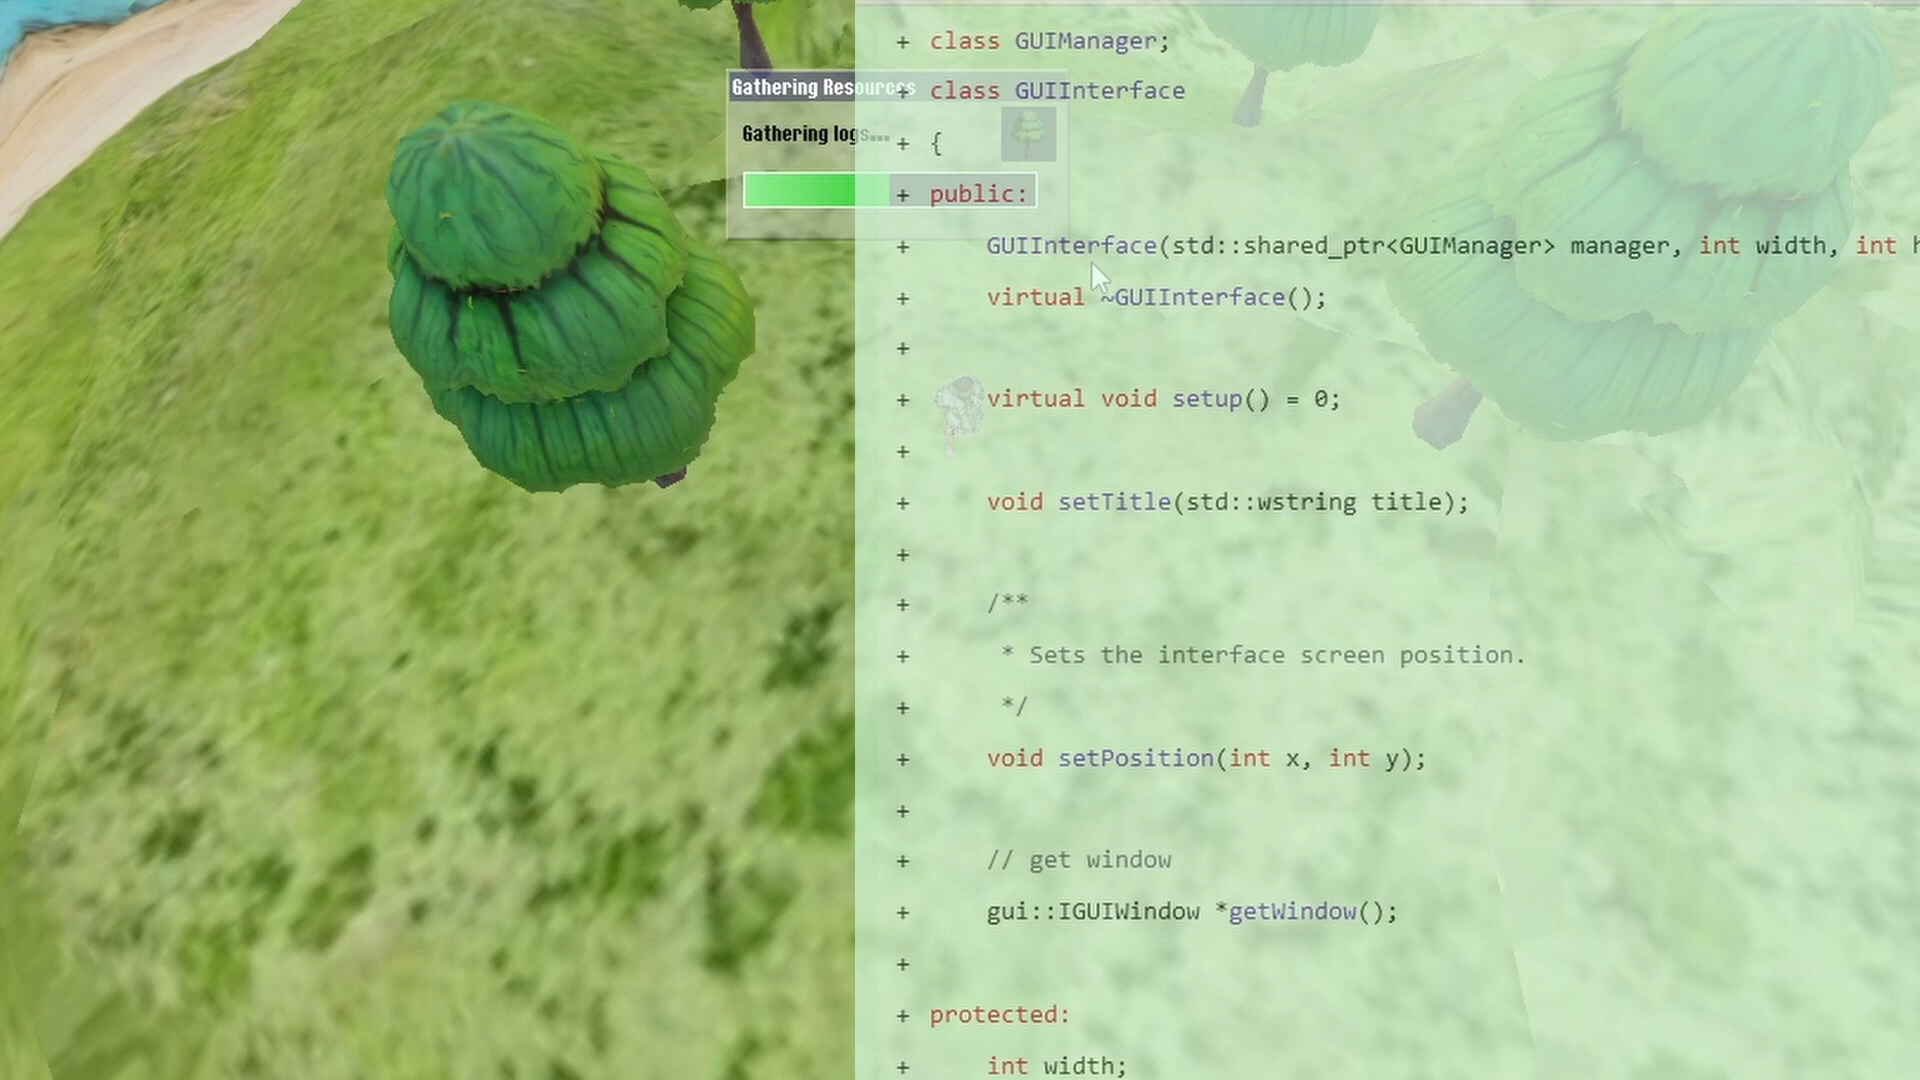 + class GUIManager;
Gathering Resources
+ class GUIInterface
Gathering logs...
+ {
+ public:
+ GUIInterface(std::shared_ptr<GUIManager> manager, int width, int h
+ virtual ~GUIInterface();
+
+ virtual void setup() = 0;
+
+ void setTitle(std::wstring title);
+
+ /**
+ * Sets the interface screen position.
+ */
+ void setPosition(int x, int y);
+
+ // get window
+ gui::IGUIWindow *getWindow();
+
+ protected:
+ int width;